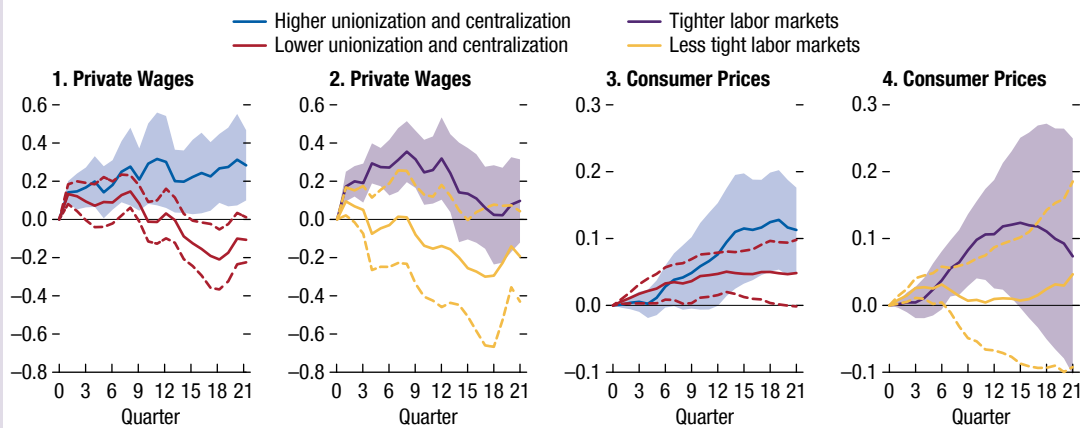 Higher unionization and centralization
Lower unionization and centralization
Tighter labor markets
Less tight labor markets
1. Private Wages
0.6
0.4
0.2
0.0
–0.2
–0.4
–0.6
–0.8
0 3 6 9 12 15 18 21
Quarter
2. Private Wages
0.6
0.4
0.2
0.0
–0.2
–0.4
–0.6
–0.8
0 3 6 9 12 15 18 21
Quarter
3. Consumer Prices
0.3
0.2
0.1
0.0
–0.1
0 3 6 9 12 15 18 21
Quarter
4. Consumer Prices
0.3
0.2
0.1
0.0
–0.1
0 3 6 9 12 15 18 21
Quarter